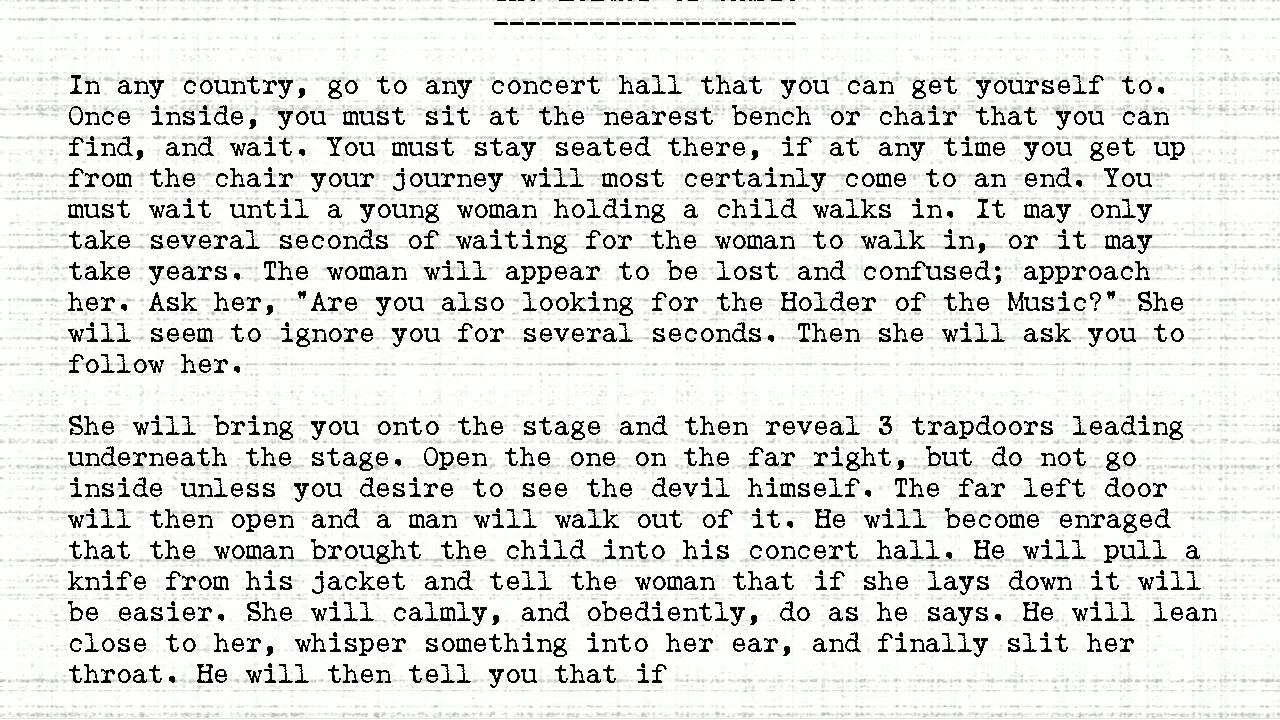 -------------------
In any country, go to any concert hall that you can get yourself to.
Once inside, you must sit at the nearest bench or chair that you can
find, and wait. You must stay seated there, if at any time you get up
from the chair your journey will most certainly come to an end. You
must wait until a young woman holding a child walks in. It may only
take several seconds of waiting for the woman to walk in, or it may
take years. The woman will appear to be lost and confused; approach
her. Ask her, "Are you also looking for the Holder of the Music?" She
will seem to ignore you for several seconds. Then she will ask you to
follow her.
She will bring you onto the stage and then reveal 3 trapdoors leading
underneath the stage. Open the one on the far right, but do not go
inside unless you desire to see the devil himself. The far left door
will then open and a man will walk out of it. He will become enraged
that the woman brought the child into his concert hall. He will pull a
knife from his jacket and tell the woman that if she lays down it will
be easier. She will calmly, and obediently, do as he says. He will lean
close to her, whisper something into her ear, and finally slit her
throat. He will then tell you that if